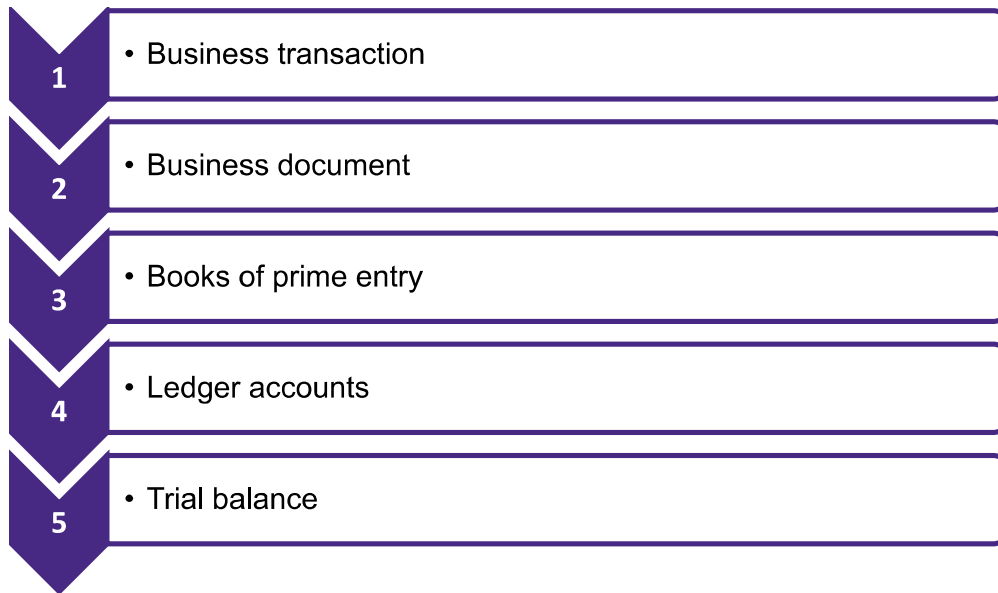 1
• Business transaction
2
• Business document
3
• Books of prime entry
4
• Ledger accounts
5
• Trial balance